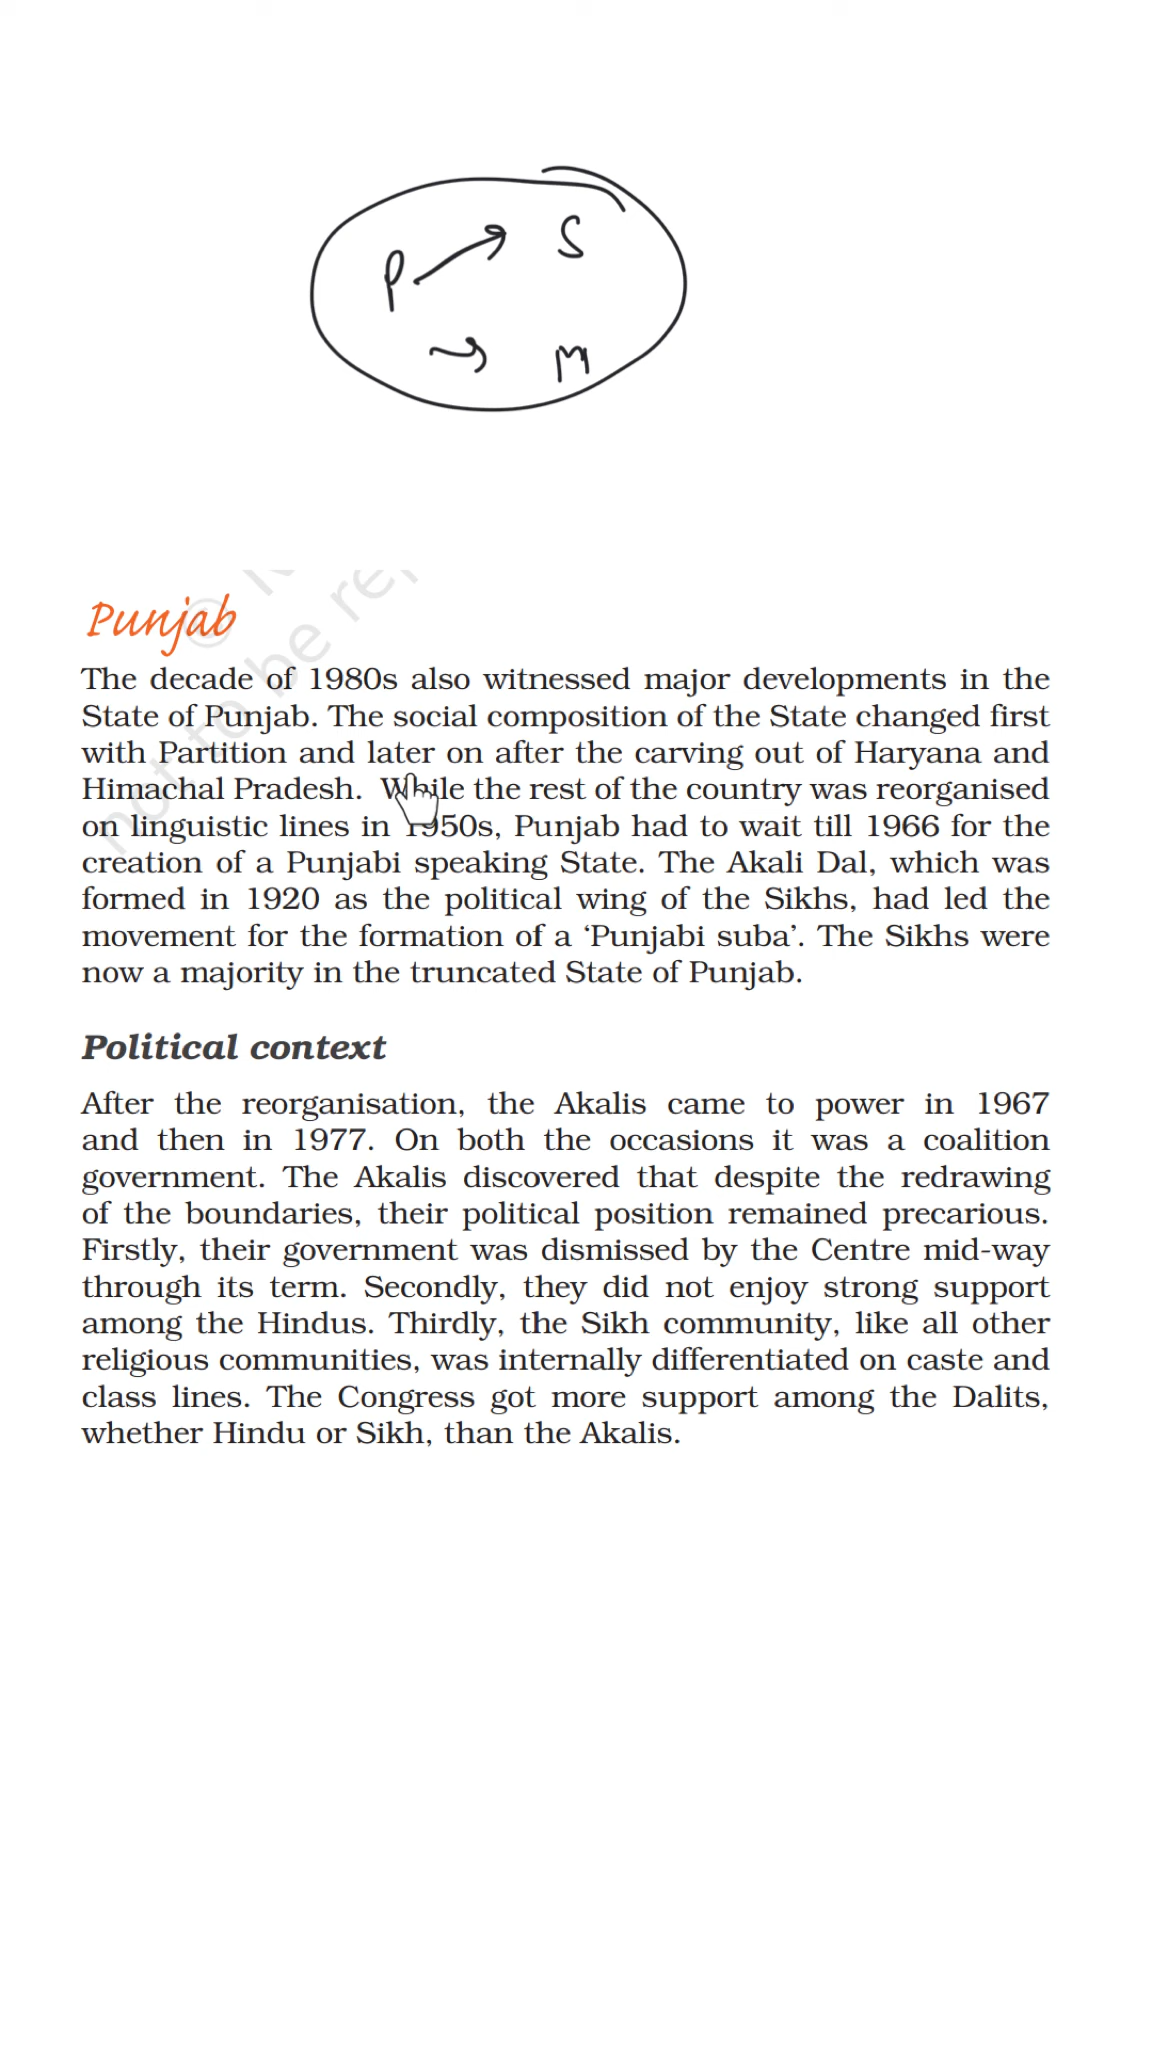 P S
M
© N
not to be rep
Punjab
The decade of 1980s also witnessed major developments in the
State of Punjab. The social composition of the State changed first
with Partition and later on after the carving out of Haryana and
Himachal Pradesh. While the rest of the country was reorganised
on linguistic lines in 1950s, Punjab had to wait till 1966 for the
creation of a Punjabi speaking State. The Akali Dal, which was
formed in 1920 as the political wing of the Sikhs, had led the
movement for the formation of a ‘Punjabi suba’. The Sikhs were
now a majority in the truncated State of Punjab.
Political context
After the reorganisation, the Akalis came to power in 1967
and then in 1977. On both the occasions it was a coalition
government. The Akalis discovered that despite the redrawing
of the boundaries, their political position remained precarious.
Firstly, their government was dismissed by the Centre mid-way
through its term. Secondly, they did not enjoy strong support
among the Hindus. Thirdly, the Sikh community, like all other
religious communities, was internally differentiated on caste and
class lines. The Congress got more support among the Dalits,
whether Hindu or Sikh, than the Akalis.